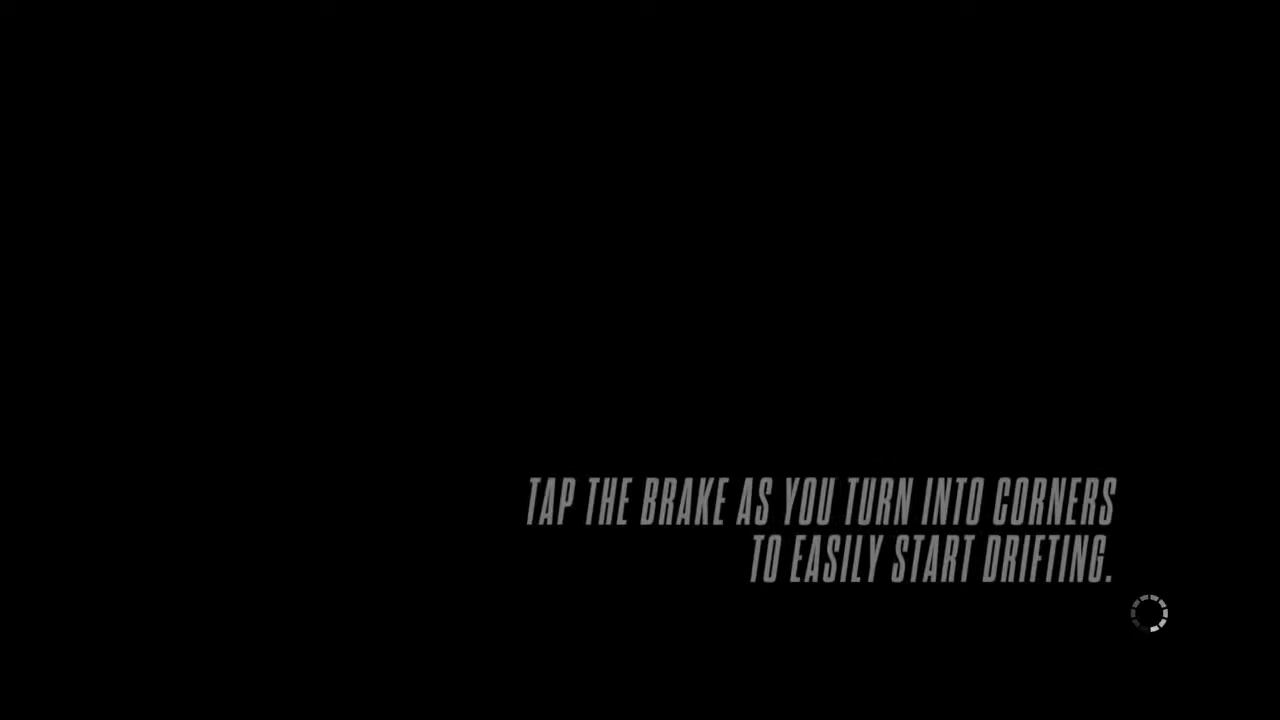 TAP THE BRAKE AS YOU TURN INTO CORNERS
TO EASILY START DRIFTING.